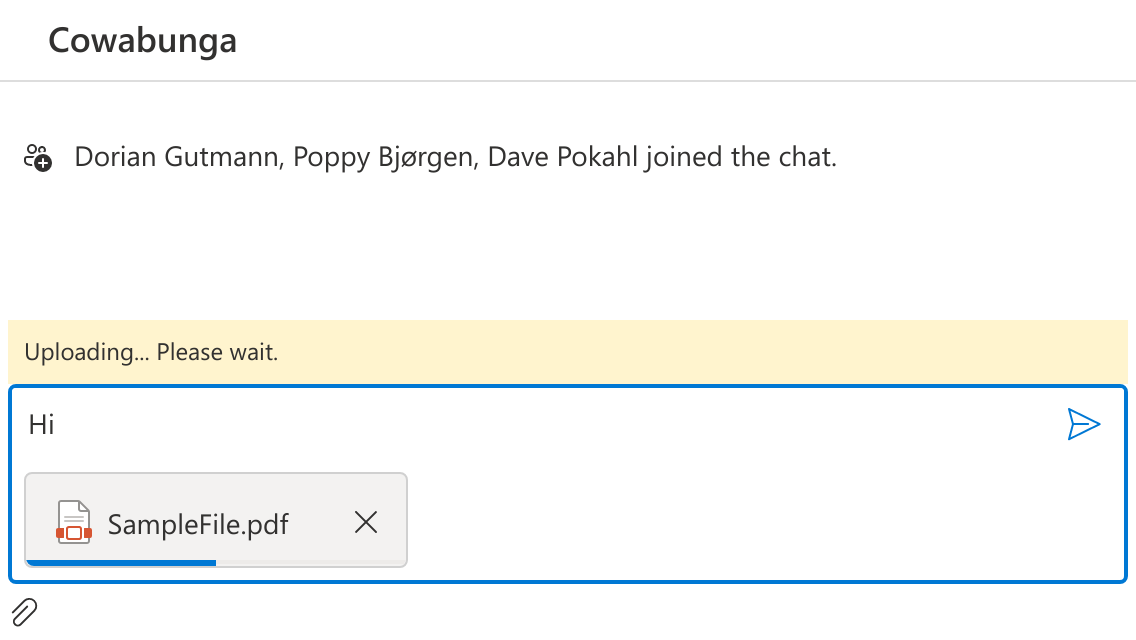 Cowabunga
Dorian Gutmann, Poppy Bjørgen, Dave Pokahl joined the chat.
Uploading... Please wait.
Hi
SampleFile.pdf